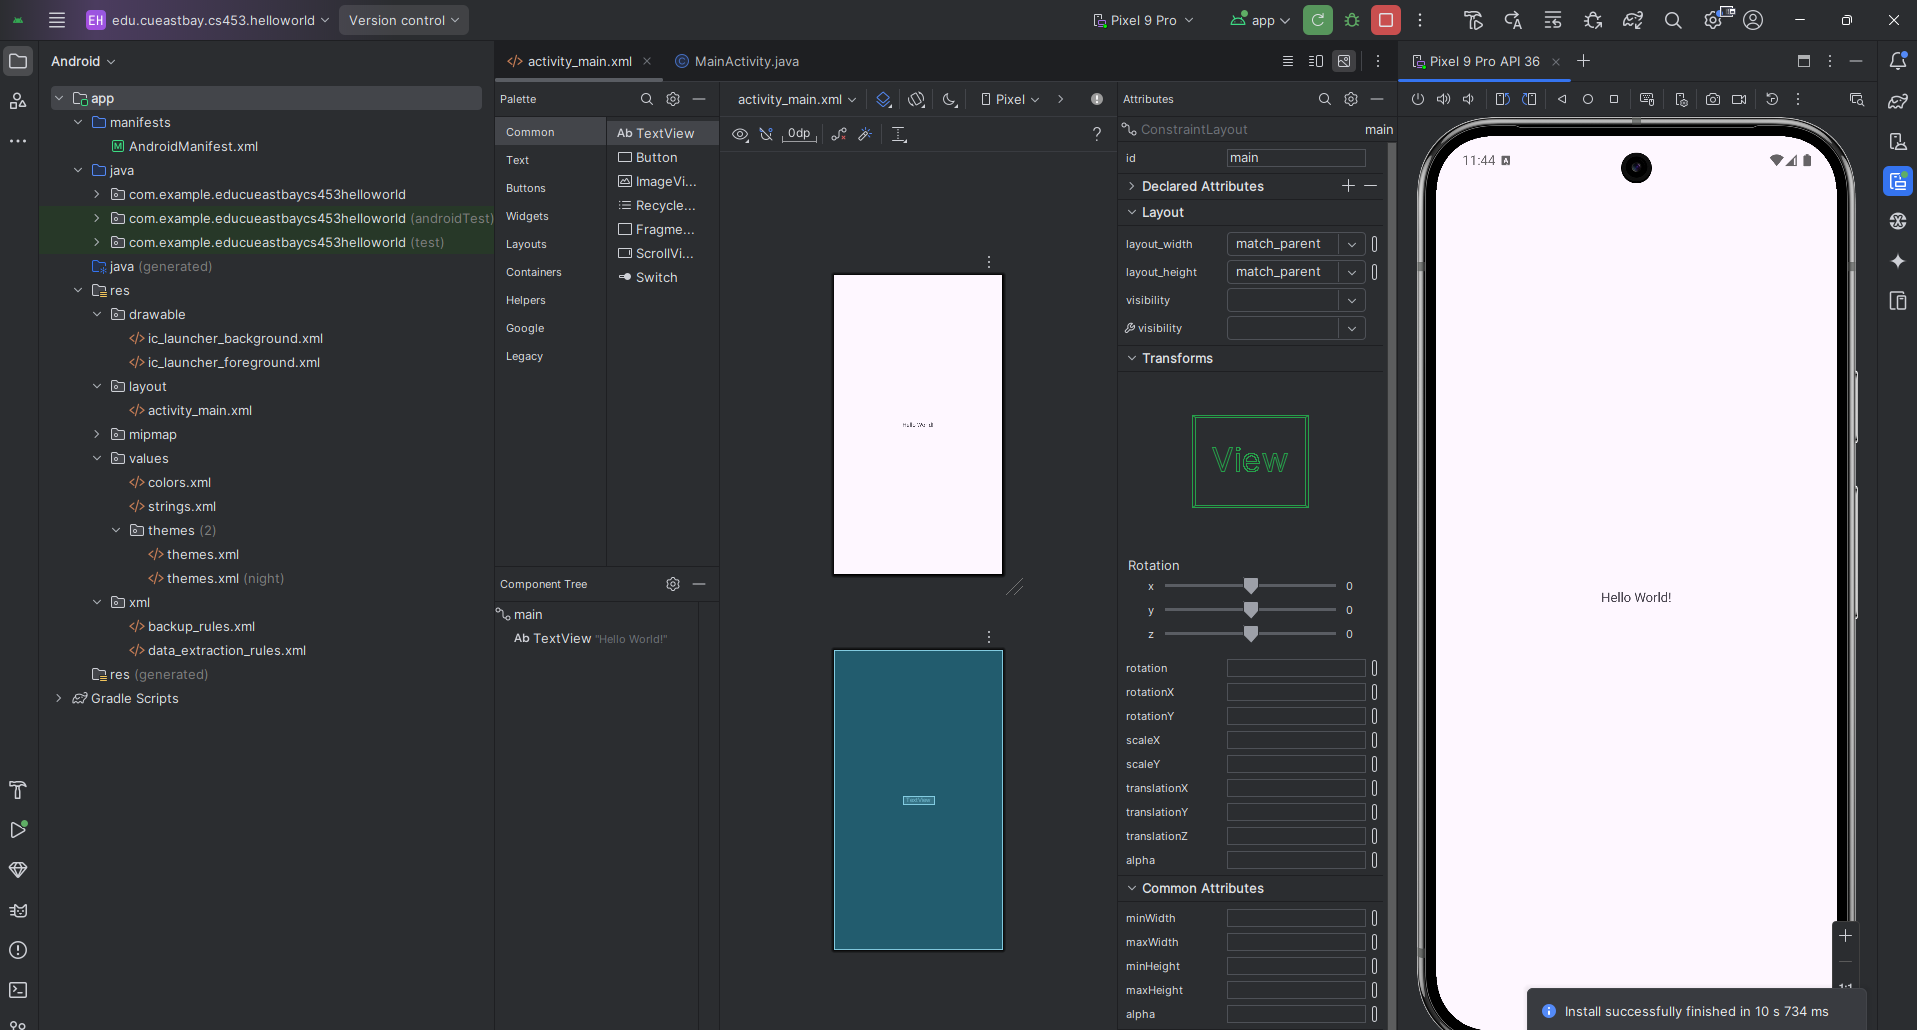 EH edu.cueastbay.cs453.helloworld Version control Pixel 9 Pro app
Android
app
manifests
AndroidManifest.xml
java
com.example.educueastbaycs453helloworld
com.example.educueastbaycs453helloworld (androidTest)
com.example.educueastbaycs453helloworld (test)
java (generated)
res
drawable
ic_launcher_background.xml
ic_launcher_foreground.xml
layout
activity_main.xml
mipmap
values
colors.xml
strings.xml
themes (2)
themes.xml
themes.xml (night)
xml
backup_rules.xml
data_extraction_rules.xml
res (generated)
Gradle Scripts
activity_main.xml MainActivity.java
Palette
Common
Text
Buttons
Widgets
Layouts
Containers
Helpers
Google
Legacy
Ab TextView
Button
ImageVi...
Recycle...
Fragme...
ScrollVi...
Switch
Component Tree
main
Ab TextView "Hello World!"
activity_main.xml Pixel
0dp ?
Hello World!
TextView
Attributes
ConstraintLayout main
id main
Declared Attributes
Layout
layout_width match_parent
layout_height match_parent
visibility
visibility
Transforms
View
Rotation
x 0
y 0
z 0
rotation
rotationX
rotationY
scaleX
scaleY
translationX
translationY
translationZ
alpha
Common Attributes
minWidth
maxWidth
minHeight
maxHeight
alpha
Pixel 9 Pro API 36
11:44
Hello World!
1:1
Install successfully finished in 10 s 734 ms